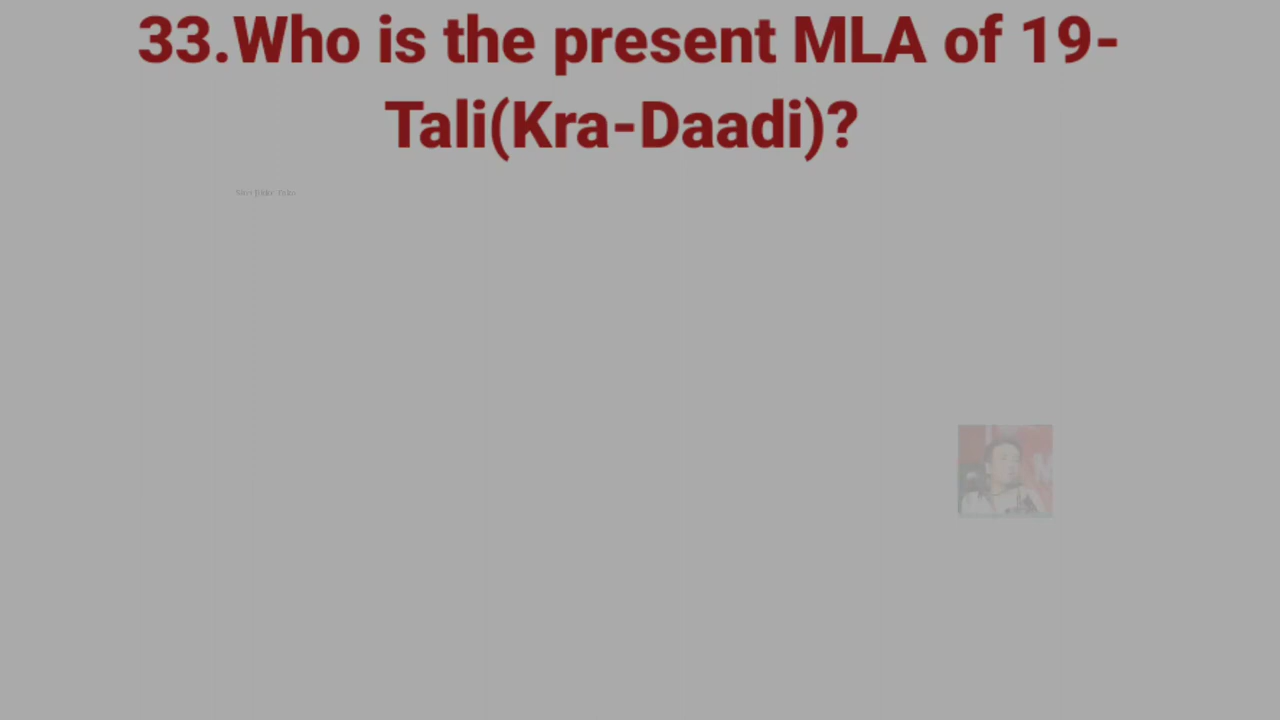 33.Who is the present MLA of 19-
Tali(Kra-Daadi)?